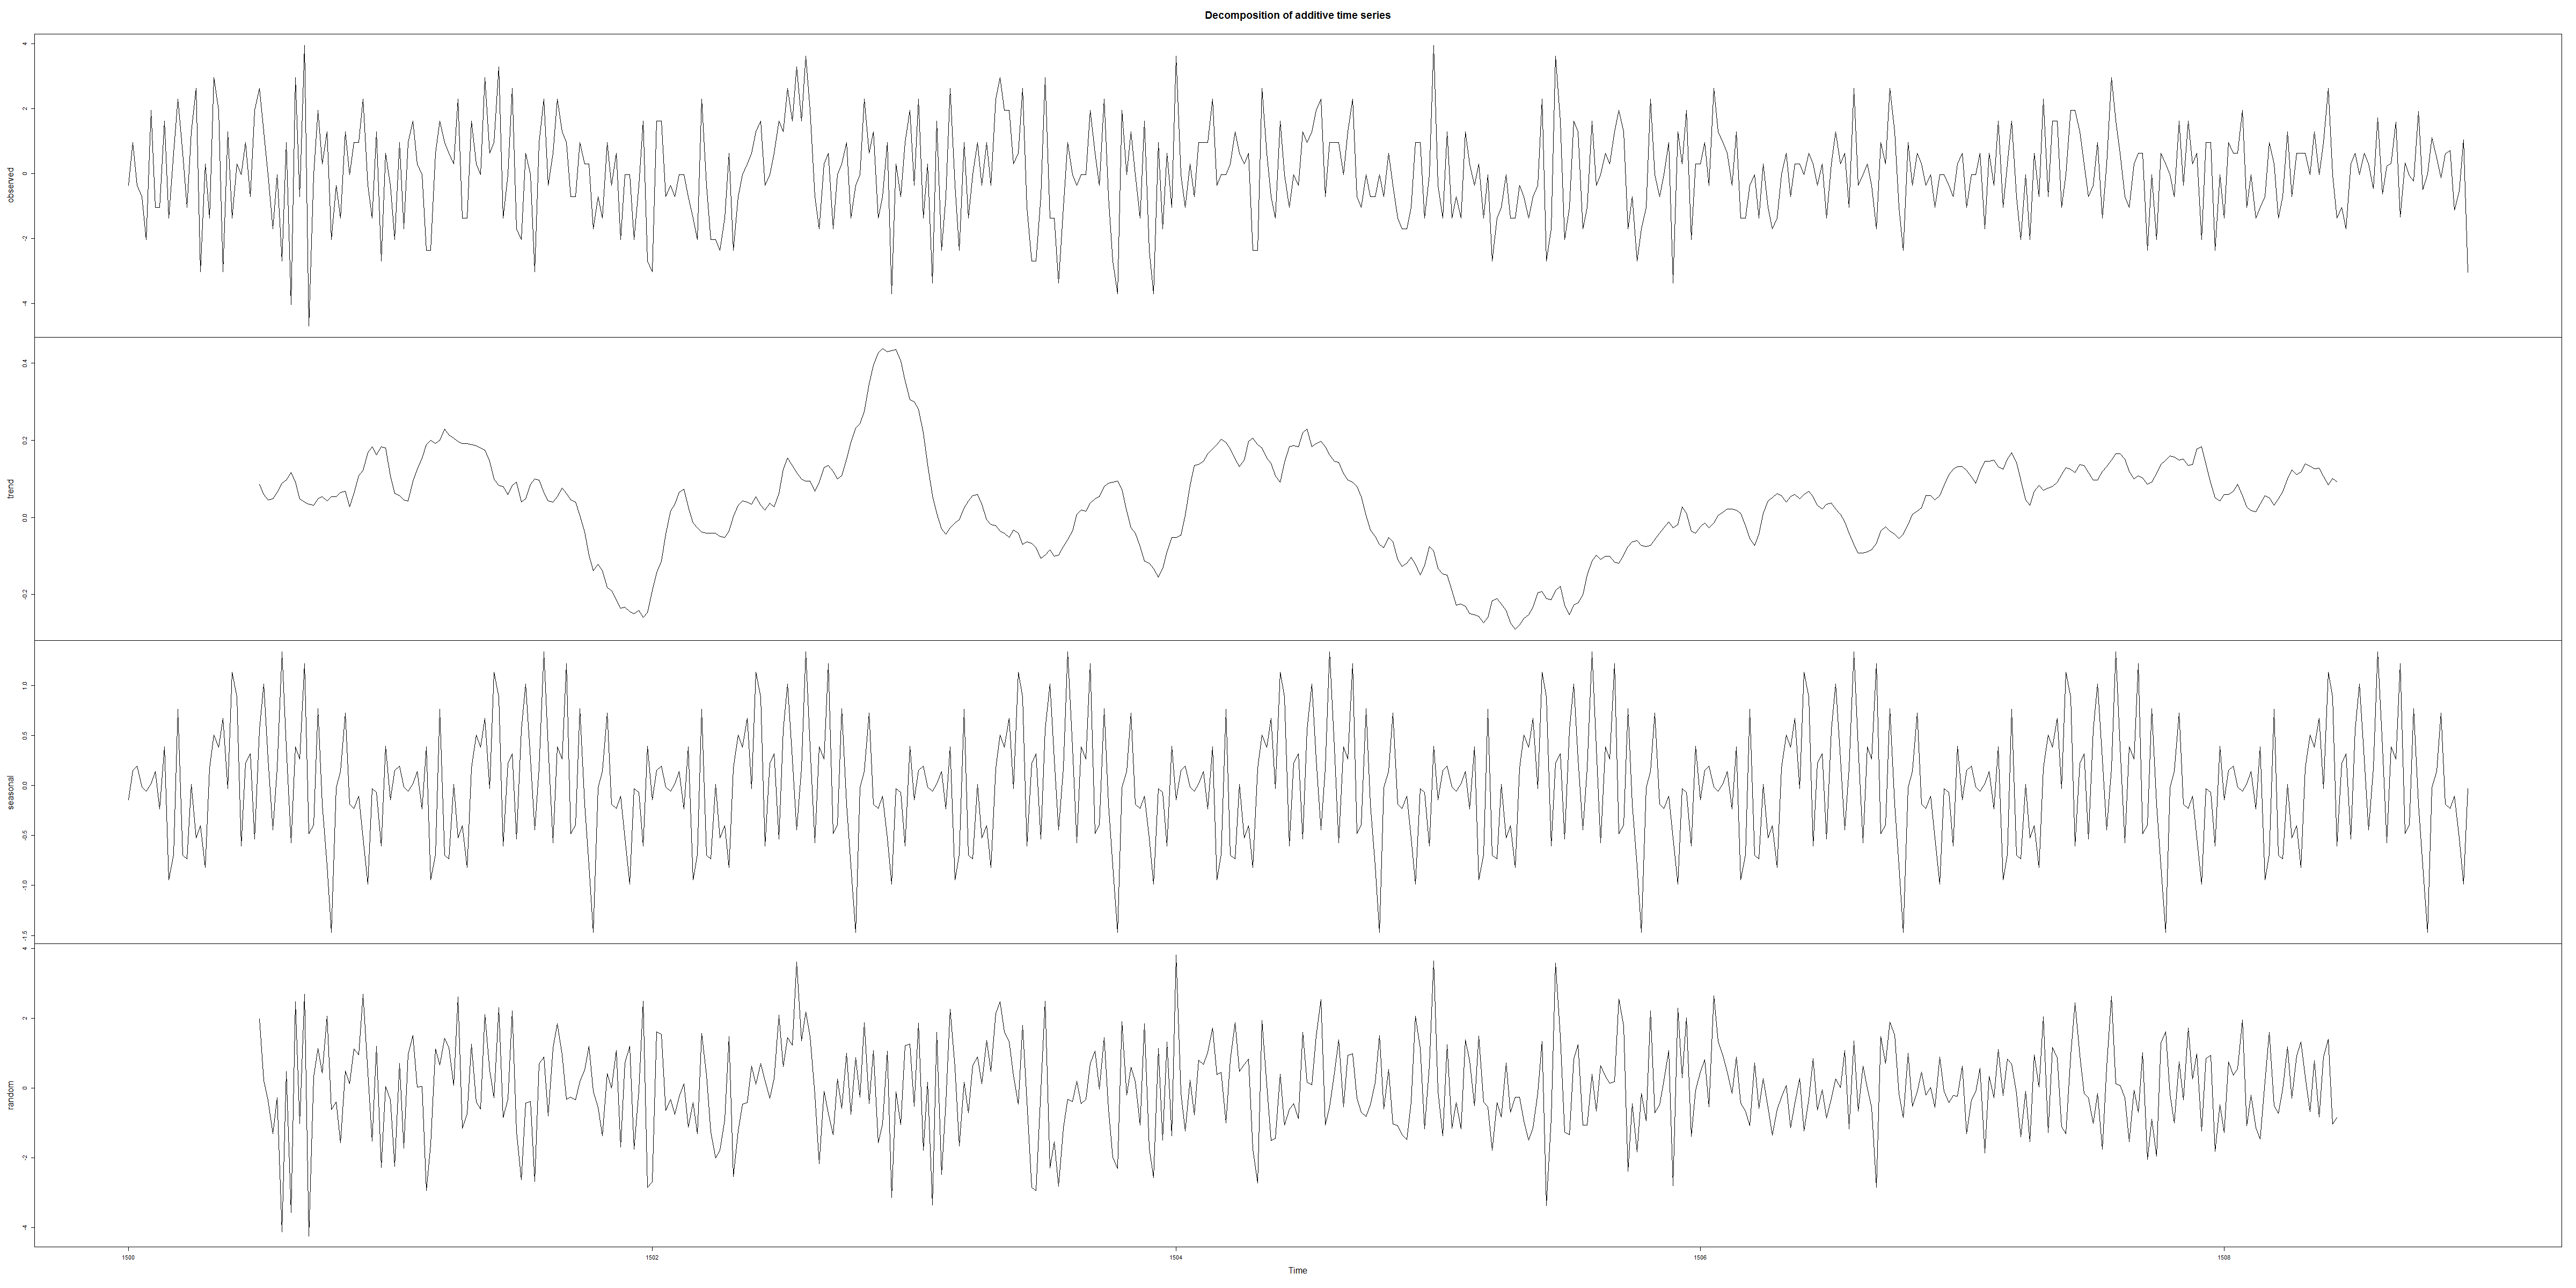 Decomposition of additive time series
observed
-4 -2 0 2 4
trend
-0.2 0.0 0.2 0.4
seasonal
-1.5 -1.0 -0.5 0.0 0.5 1.0
random
-4 -2 0 2 4
1500 1502 1504 1506 1508
Time